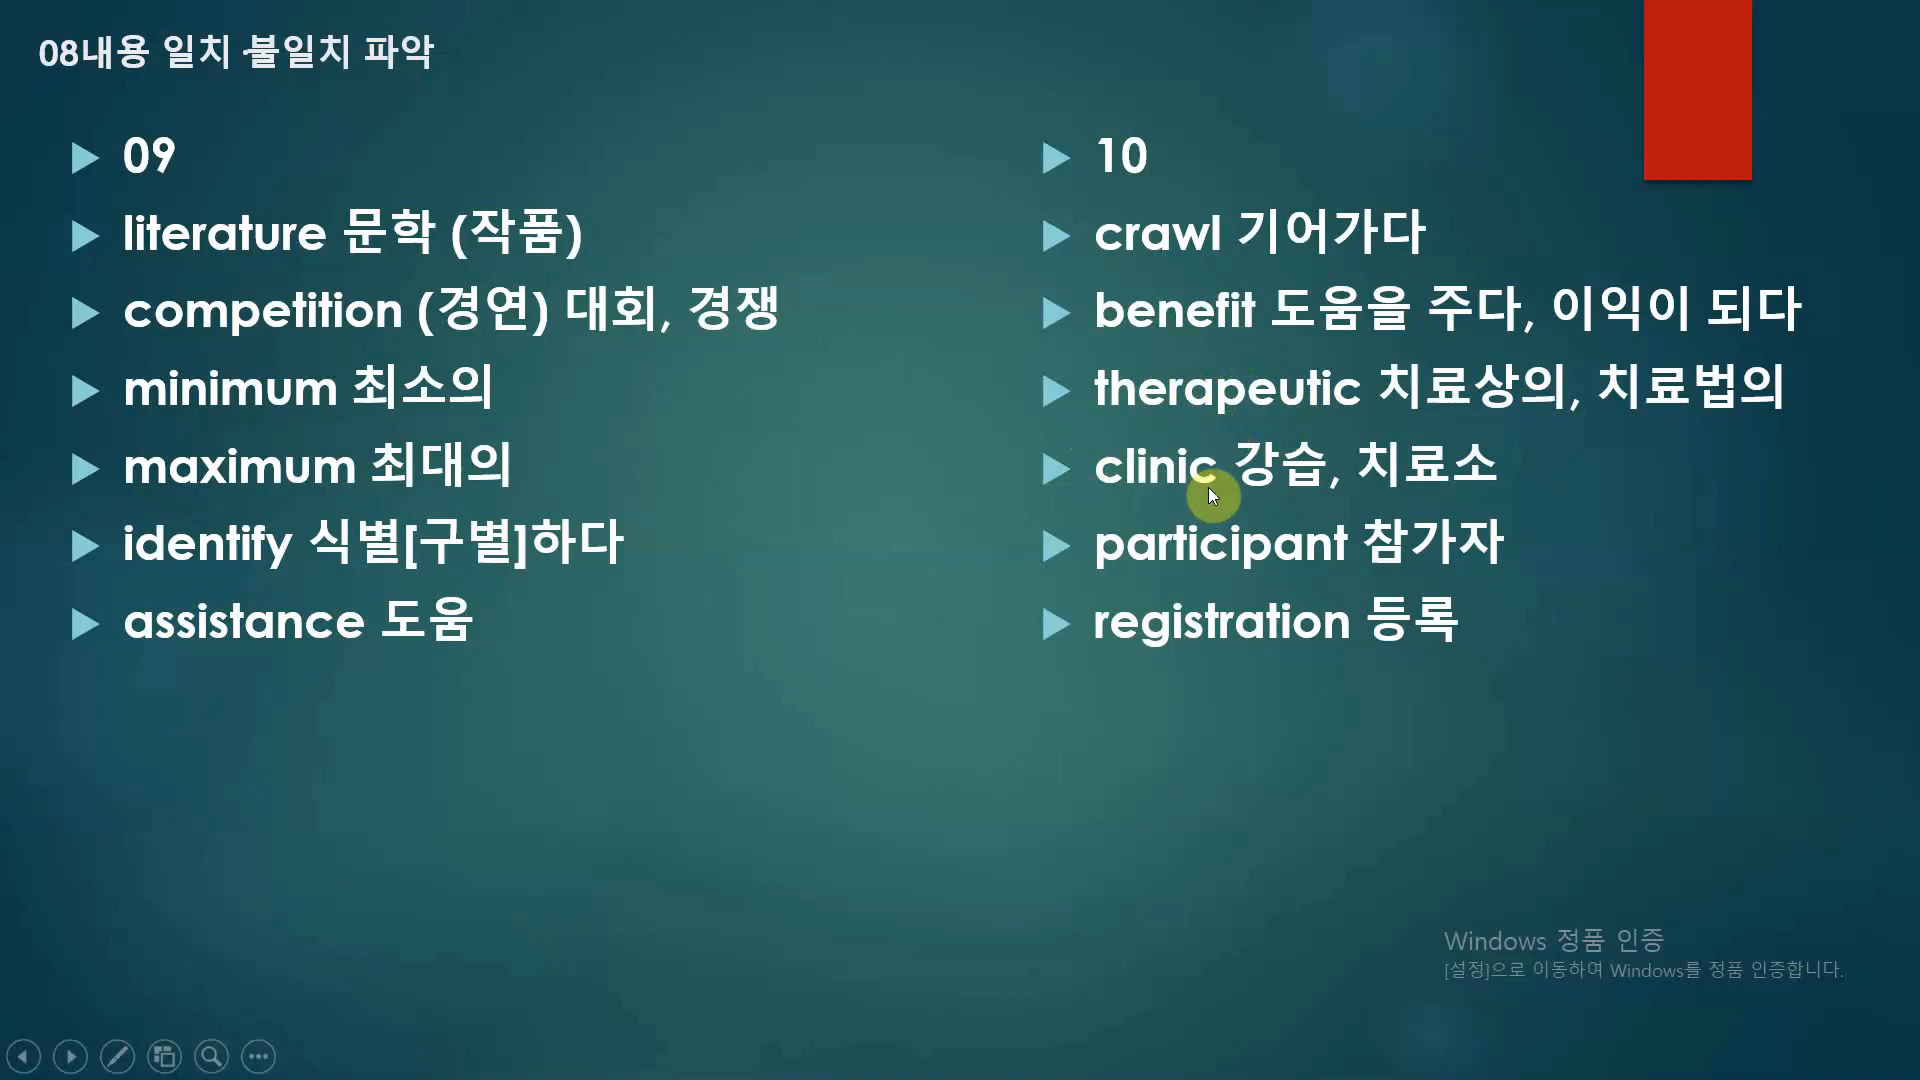 08내용 일치·불일치 파악
09
literature 문학 (작품)
competition (경연) 대회, 경쟁
minimum 최소의
maximum 최대의
identify 식별[구별]하다
assistance 도움
10
crawl 기어가다
benefit 도움을 주다, 이익이 되다
therapeutic 치료상의, 치료법의
clinic 강습, 치료소
participant 참가자
registration 등록
Windows 정품 인증
[설정]으로 이동하여 Windows를 정품 인증합니다.